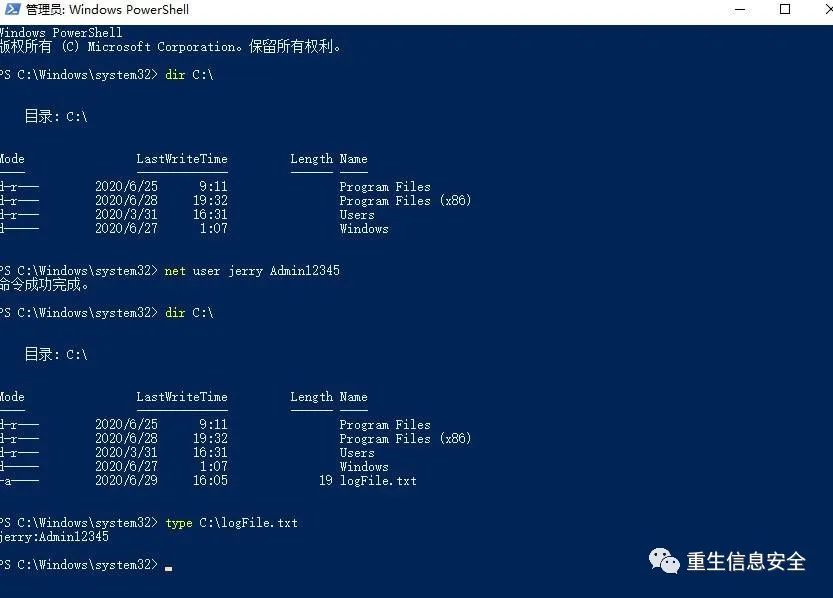 管理员: Windows PowerShell
Windows PowerShell
版权所有 (C) Microsoft Corporation。保留所有权利。
PS C:\Windows\system32> dir C:\
目录: C:\
Mode LastWriteTime Length Name
d-r--- 2020/6/25 9:11 Program Files
d-r--- 2020/6/28 19:32 Program Files (x86)
d-r--- 2020/3/31 16:31 Users
d----- 2020/6/27 1:07 Windows
PS C:\Windows\system32> net user jerry Admin12345
命令成功完成。
PS C:\Windows\system32> dir C:\
目录: C:\
Mode LastWriteTime Length Name
d-r--- 2020/6/25 9:11 Program Files
d-r--- 2020/6/28 19:32 Program Files (x86)
d-r--- 2020/3/31 16:31 Users
d----- 2020/6/27 1:07 Windows
-a---- 2020/6/29 16:05 19 logFile.txt
PS C:\Windows\system32> type C:\logFile.txt
jerry:Admin12345
PS C:\Windows\system32>
重生信息安全